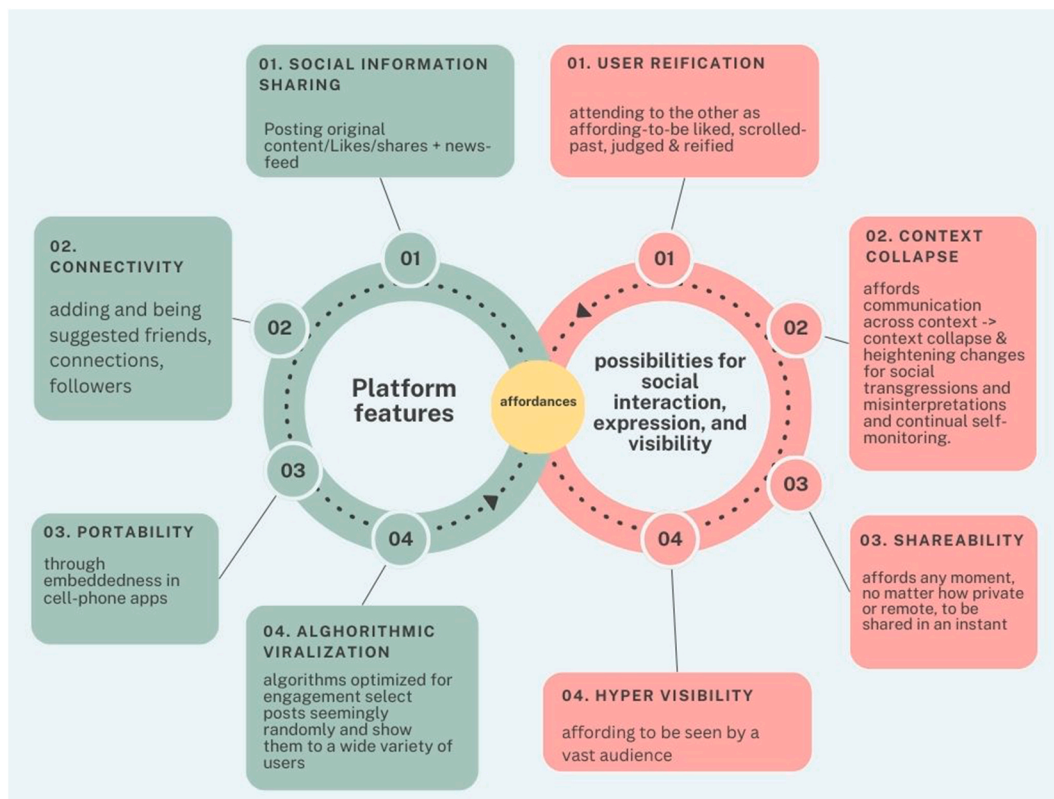 01. SOCIAL INFORMATION
SHARING
Posting original
content/Likes/shares + news-
feed
01. USER REIFICATION
attending to the other as
affording-to-be liked, scrolled-
past, judged & reified
02.
CONNECTIVITY
adding and being
suggested friends,
connections,
followers
02. CONTEXT
COLLAPSE
affords
communication
across context ->
context collapse &
heightening changes
for social
transgressions and
misinterpretations
and continual self-
monitoring.
01
02
03
04
Platform
features
affordances
01
02
03
04
possibilities for
social
interaction,
expression, and
visibility
03. PORTABILITY
through
embeddedness in
cell-phone apps
03. SHAREABILITY
affords any moment,
no matter how private
or remote, to be
shared in an instant
04. ALGHORITHMIC
VIRALIZATION
algorithms optimized for
engagement select
posts seemingly
randomly and show
them to a wide variety of
users
04. HYPER VISIBILITY
affording to be seen by a
vast audience